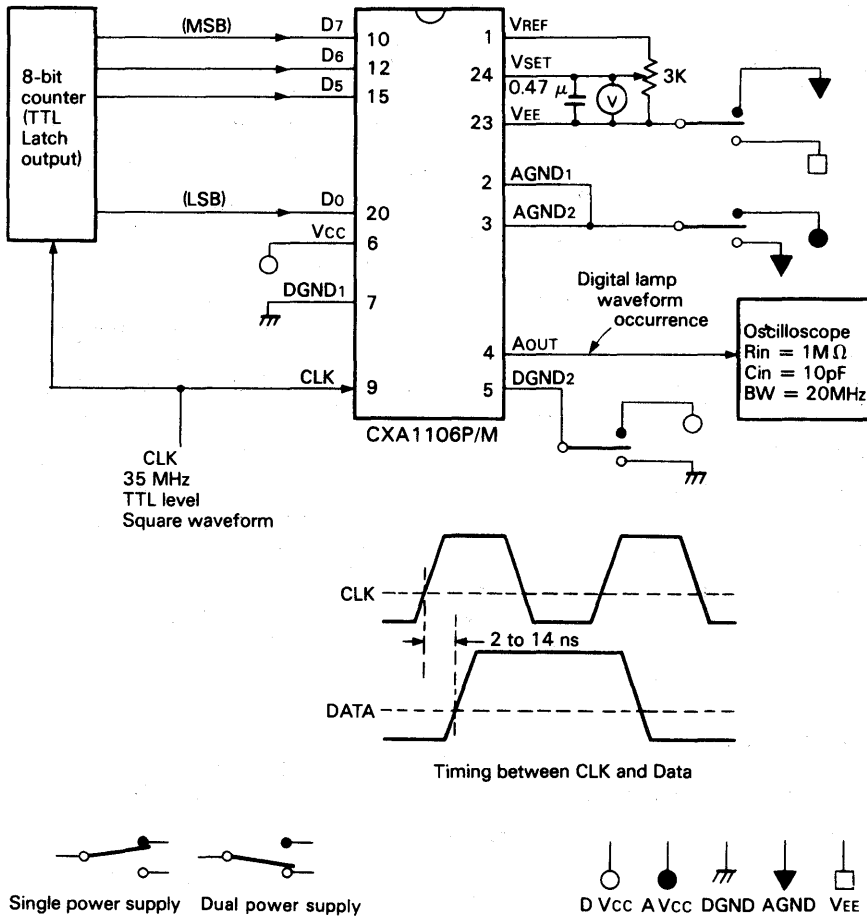 8-bit
counter
(TTL
Latch
output)
(MSB)
D7
10
D6
12
D5
15
(LSB)
D0
20
VCC
6
DGND1
7
CLK
9
1
VREF
24
VSET
0.47 μ
V
3K
23
VEE
2
AGND1
3
AGND2
Digital lamp
waveform
occurrence
4
AOUT
5
DGND2
Oscilloscope
Rin = 1MΩ
Cin = 10pF
BW = 20MHz
CXA1106P/M
CLK
35 MHz
TTL level
Square waveform
CLK
2 to 14 ns
DATA
Timing between CLK and Data
Single power supply
Dual power supply
D VCC
A VCC
DGND
AGND
VEE